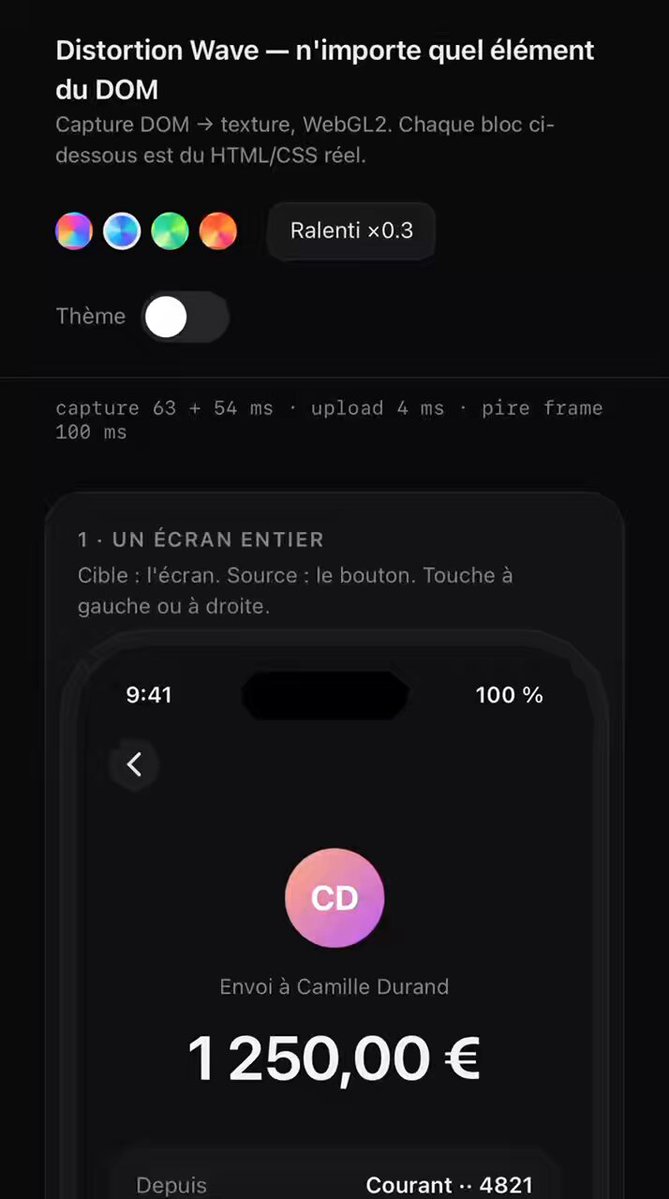 Distortion Wave — n'importe quel élément
du DOM
Capture DOM → texture, WebGL2. Chaque bloc ci-
dessous est du HTML/CSS réel.
Ralenti ×0.3
Thème
capture 63 + 54 ms · upload 4 ms · pire frame
100 ms
1 · UN ÉCRAN ENTIER
Cible : l'écran. Source : le bouton. Touche à
gauche ou à droite.
9:41 100 %
CD
Envoi à Camille Durand
1 250,00 €
Depuis Courant ·· 4821